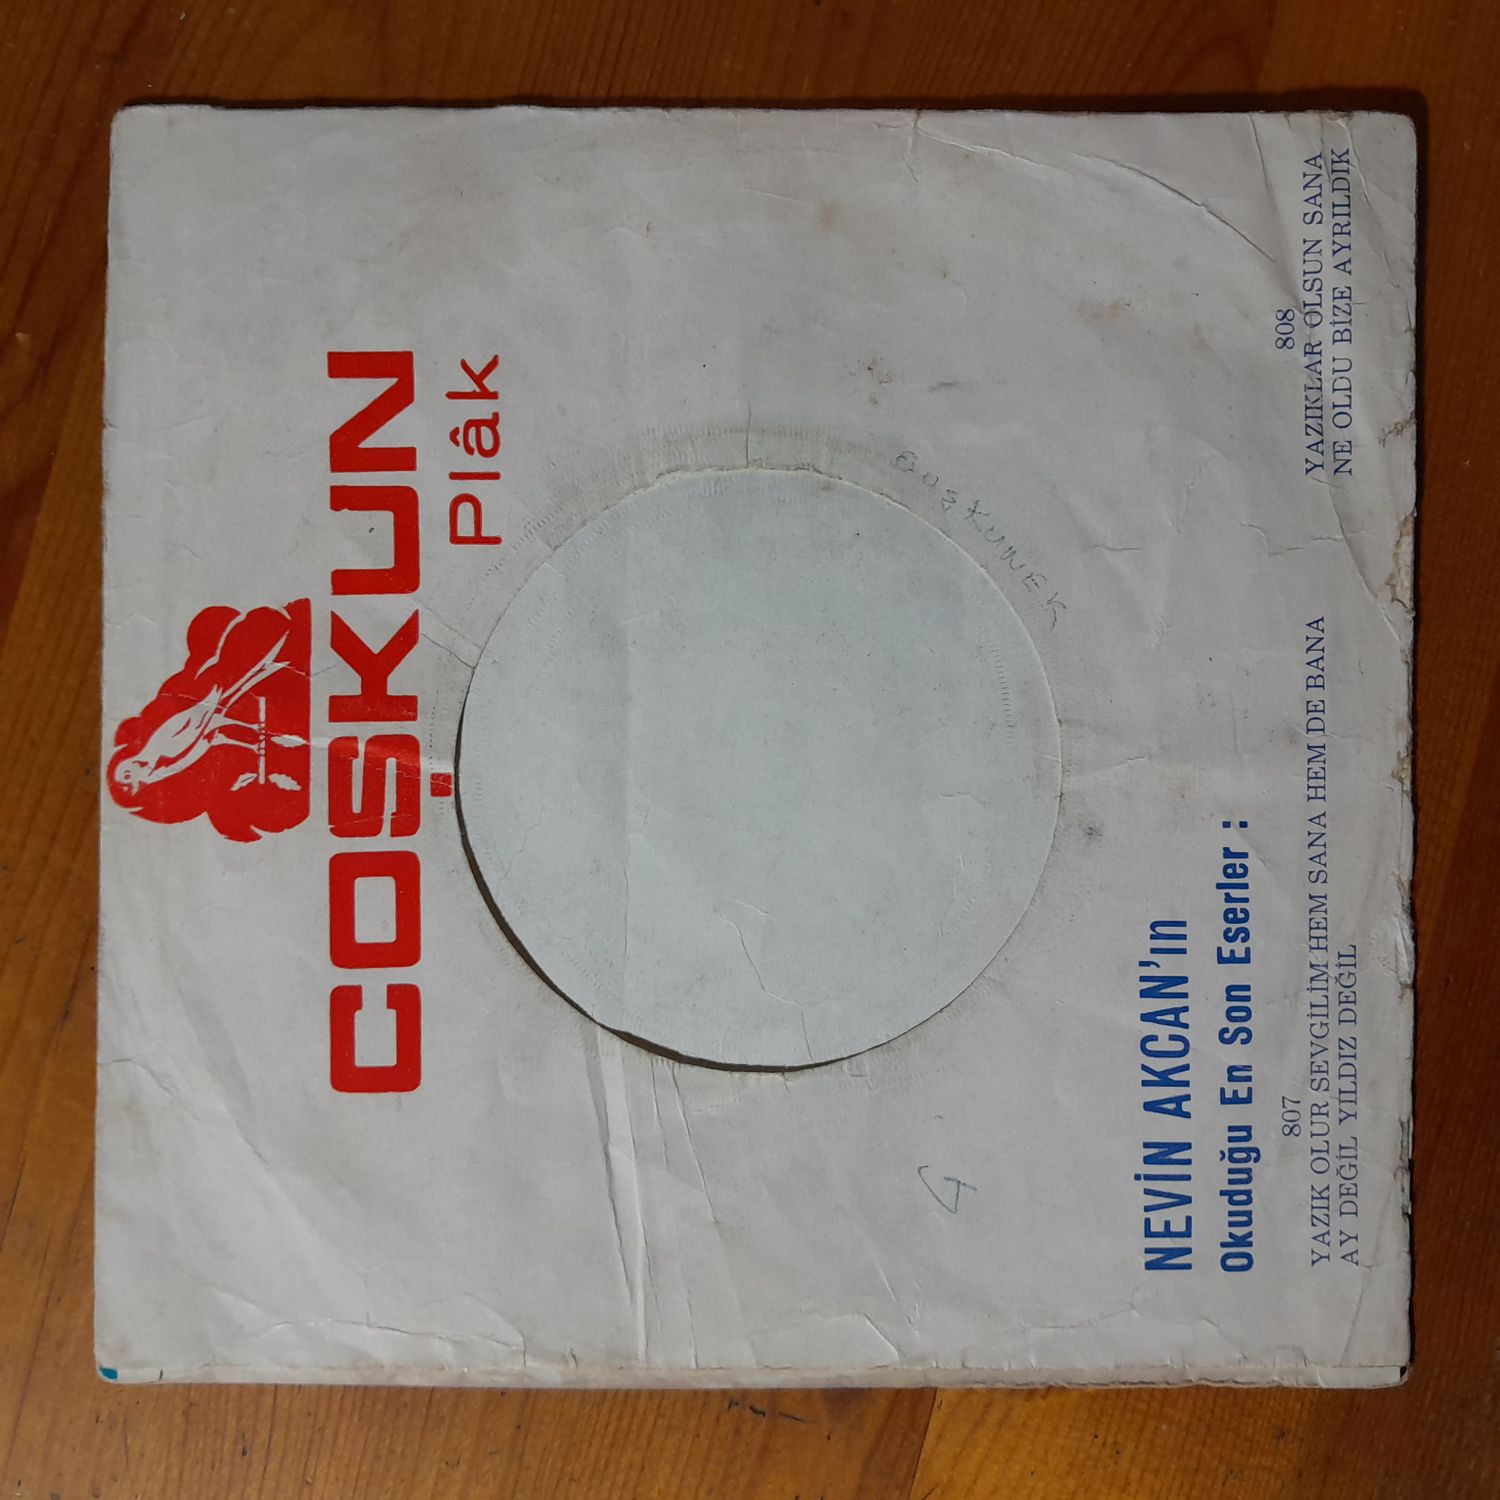 COŞKUN
Plâk
NEVİN AKCAN'ın
Okuduğu En Son Eserler :
807
YAZIK OLUR SEVGİLİM HEM SANA HEM DE BANA
AY DEĞİL YILDIZ DEĞİL
808
YAZIKLAR OLSUN SANA
NE OLDU BİZE AYRILDIK